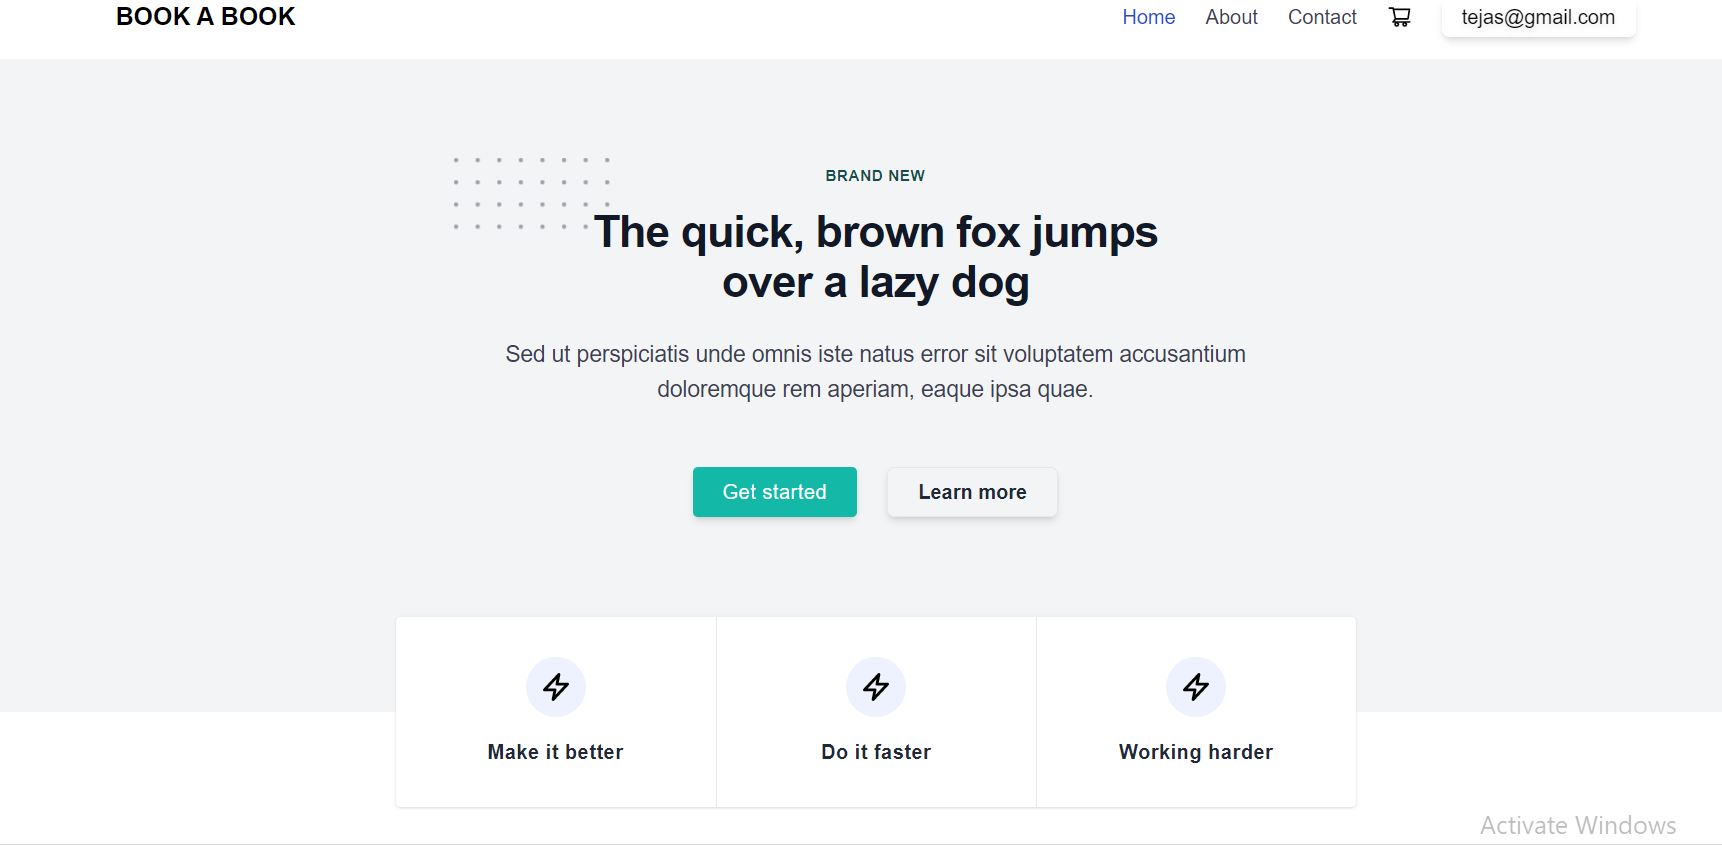 BOOK A BOOK
Home About Contact tejas@gmail.com
BRAND NEW
The quick, brown fox jumps
over a lazy dog
Sed ut perspiciatis unde omnis iste natus error sit voluptatem accusantium
doloremque rem aperiam, eaque ipsa quae.
Get started Learn more
Make it better Do it faster Working harder
Activate Windows